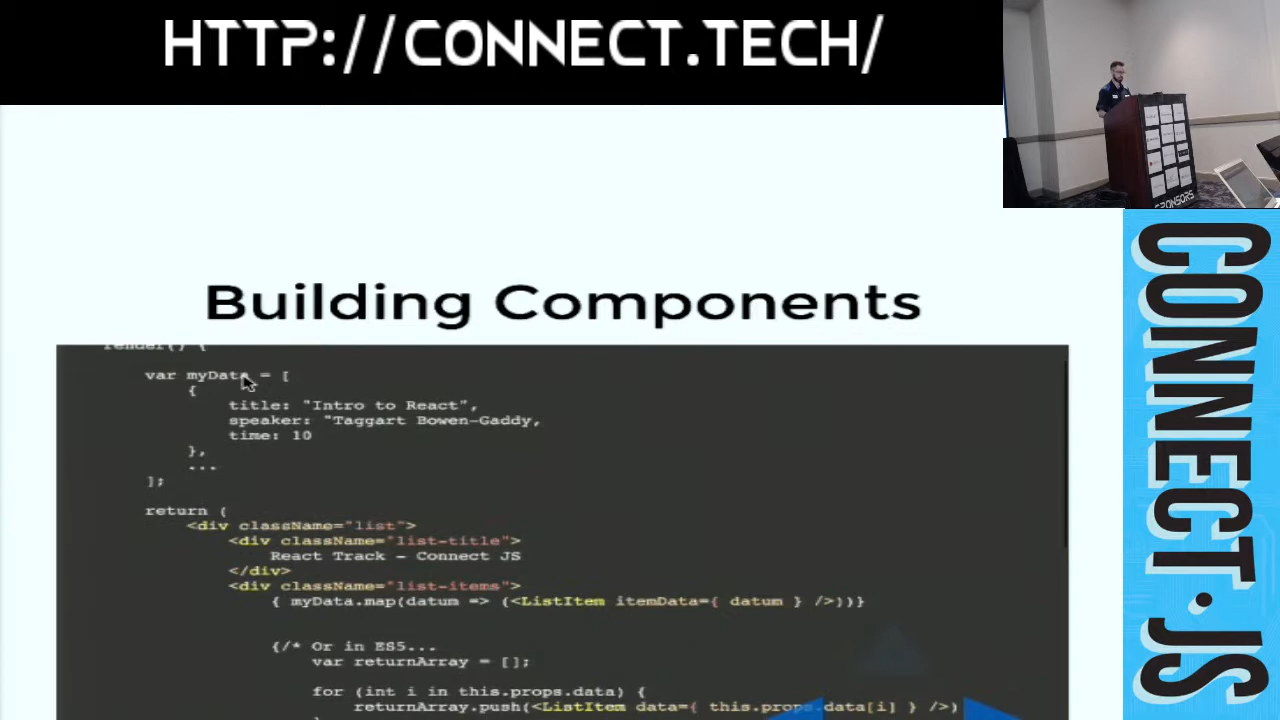 HTTP://CONNECT.TECH/
SPONSORS
CONNECT·JS
Building Components
render() {
var myData = [
{
title: "Intro to React",
speaker: "Taggart Bowen-Gaddy,
time: 10
},
...
];
return (
<div className="list">
<div className="list-title">
React Track - Connect JS
</div>
<div className="list-items">
{ myData.map(datum => (<ListItem itemData={ datum } />))}
{/* Or in ES5...
var returnArray = [];
for (int i in this.props.data) {
returnArray.push(<ListItem data={ this.props.data[i] } />)